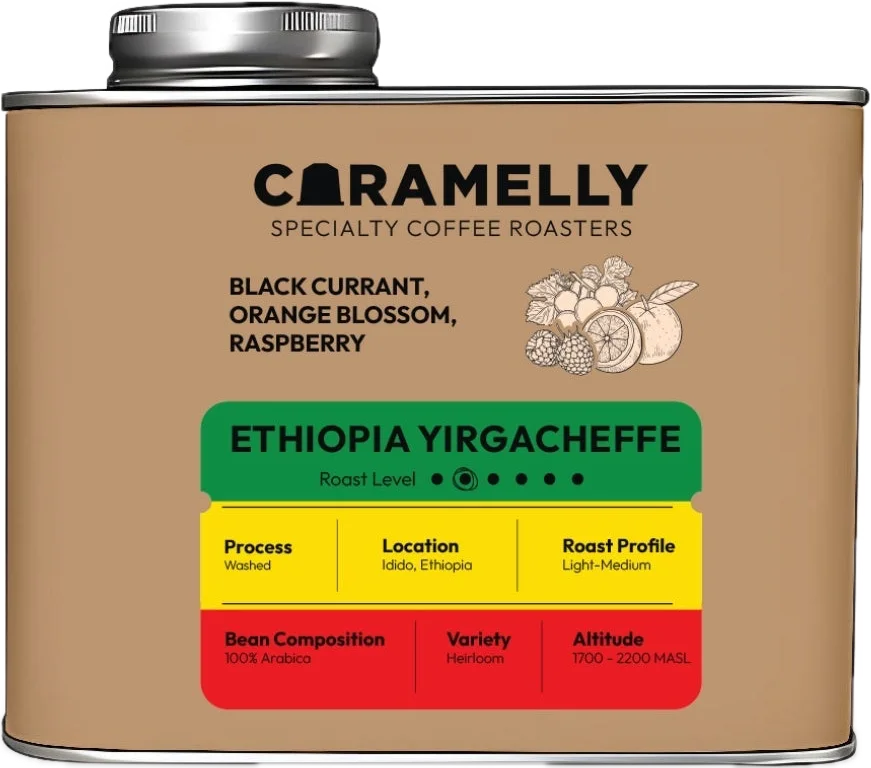 CARAMELLY
SPECIALTY COFFEE ROASTERS
BLACK CURRANT,
ORANGE BLOSSOM,
RASPBERRY
ETHIOPIA YIRGACHEFFE
Roast Level
Process
Washed
Location
Idido, Ethiopia
Roast Profile
Light-Medium
Bean Composition
100% Arabica
Variety
Heirloom
Altitude
1700 - 2200 MASL